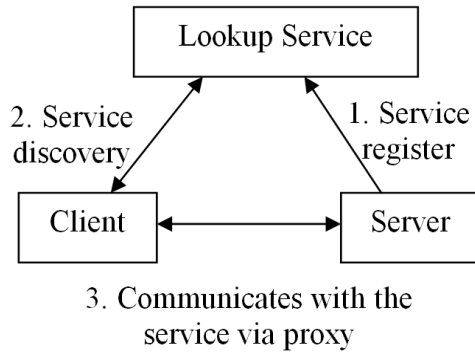 Lookup Service
2. Service
discovery
1. Service
register
Client
Server
3. Communicates with the
service via proxy